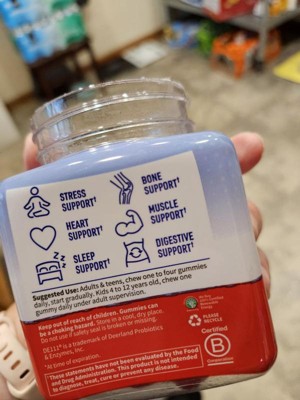 STRESS
SUPPORT†
BONE
SUPPORT†
HEART
SUPPORT†
MUSCLE
SUPPORT†
SLEEP
SUPPORT†
DIGESTIVE
SUPPORT†
Suggested Use: Adults & teens, chew one to four gummies
daily, start gradually. Kids 4 to 12 years old, chew one
gummy daily under adult supervision.
Keep out of reach of children. Gummies can
be a choking hazard. Store in a cool, dry place.
Do not use if safety seal is broken or missing.
DE111® is a trademark of Deerland Probiotics
& Enzymes, Inc.
*At time of expiration.
†These statements have not been evaluated by the Food
and Drug Administration. This product is not intended
to diagnose, treat, cure or prevent any disease.
PLEASE
RECYCLE
Certified
B
Corporation